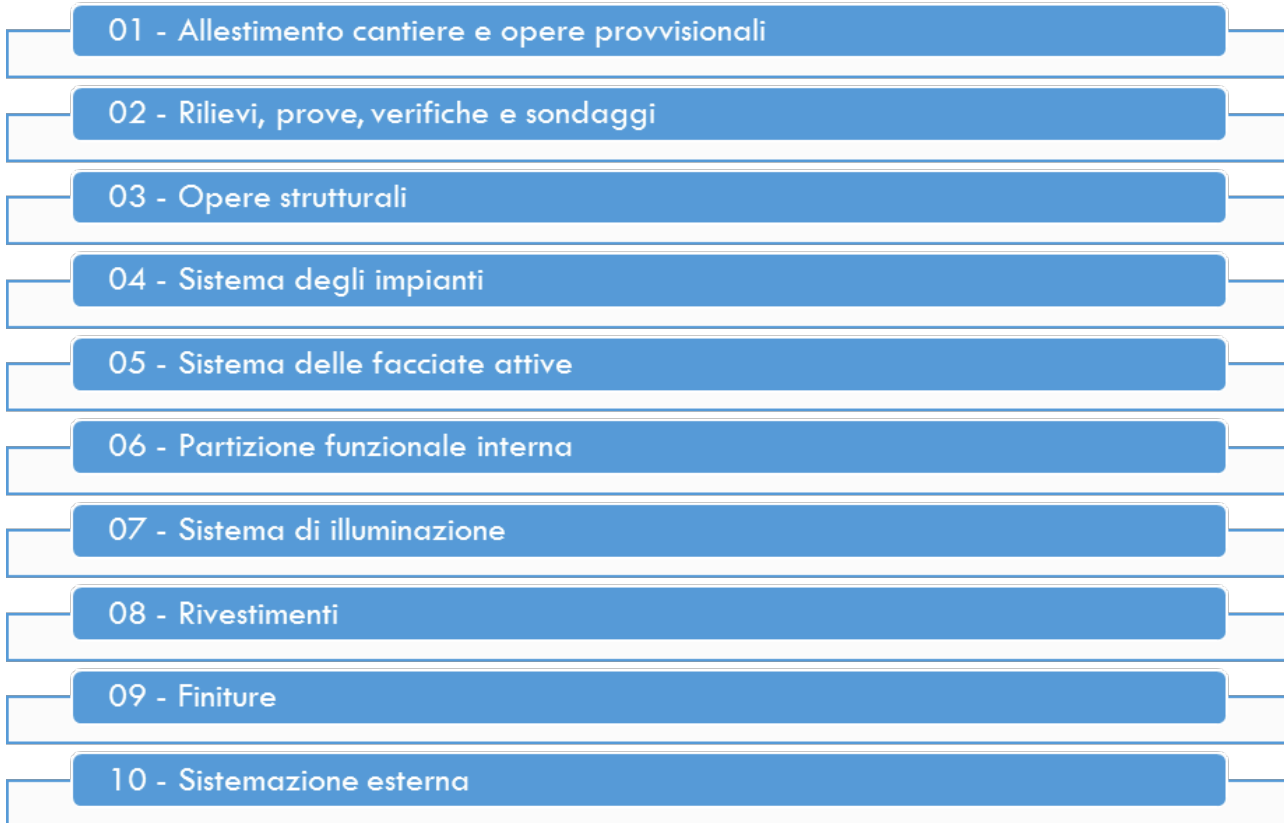 01 - Allestimento cantiere e opere provvisionali
02 - Rilievi, prove, verifiche e sondaggi
03 - Opere strutturali
04 - Sistema degli impianti
05 - Sistema delle facciate attive
06 - Partizione funzionale interna
07 - Sistema di illuminazione
08 - Rivestimenti
09 - Finiture
10 - Sistemazione esterna